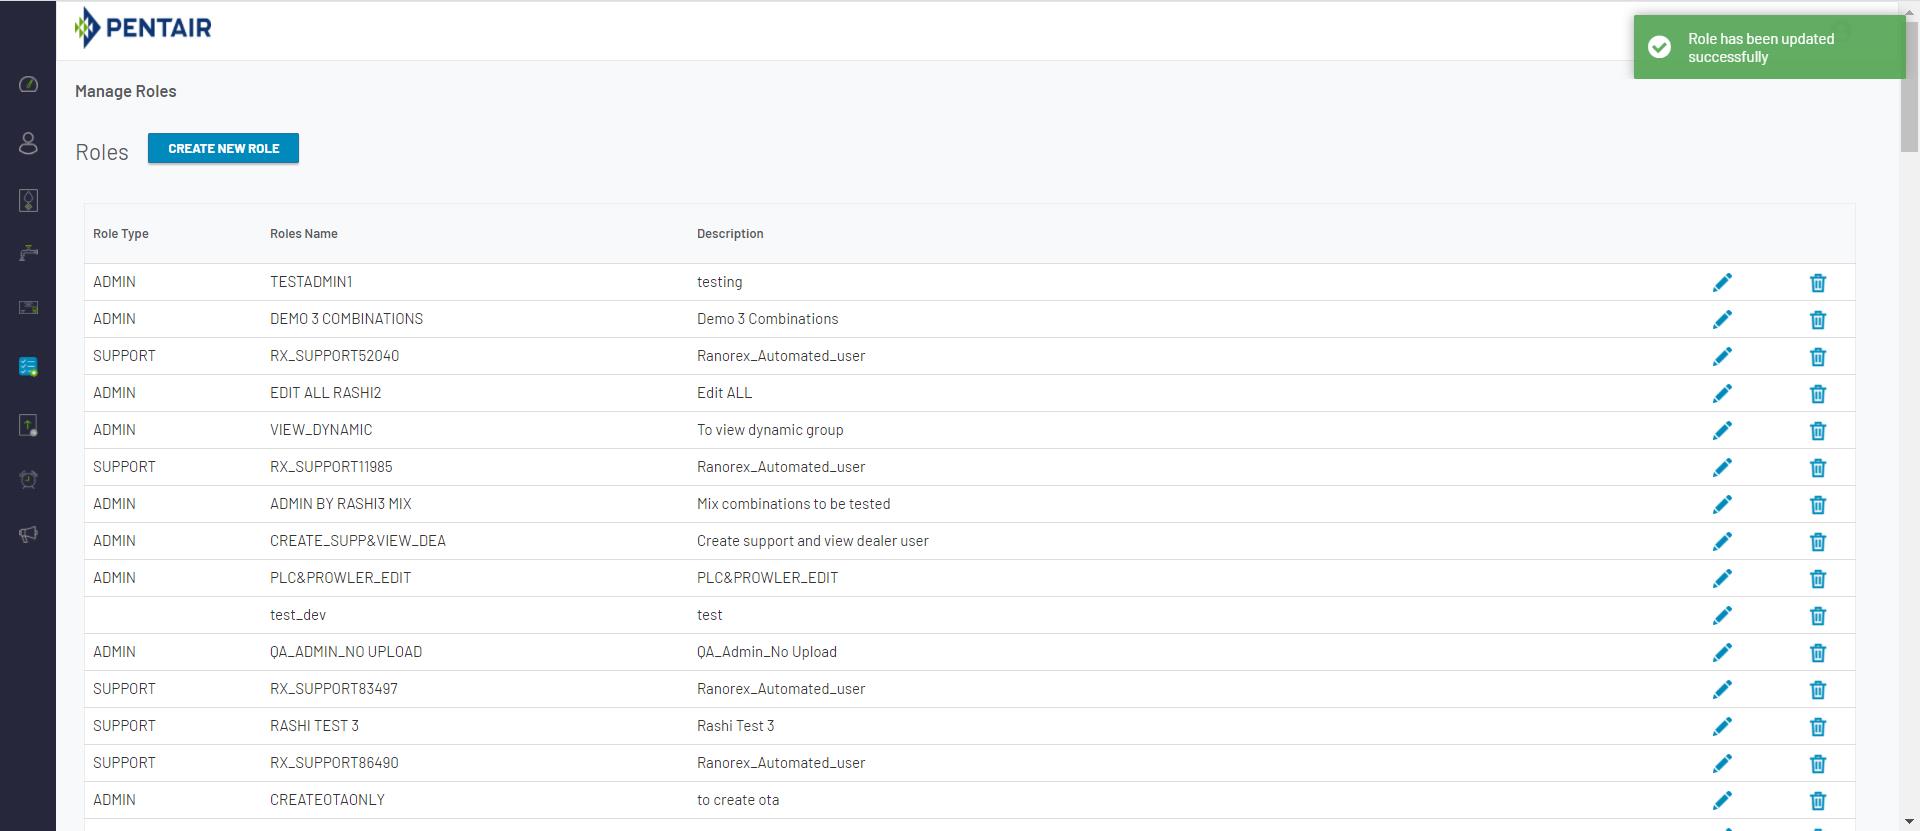 PENTAIR
Role has been updated
successfully
Manage Roles
Roles
CREATE NEW ROLE
Role Type Roles Name Description
ADMIN TESTADMIN1 testing
ADMIN DEMO 3 COMBINATIONS Demo 3 Combinations
SUPPORT RX_SUPPORT52040 Ranorex_Automated_user
ADMIN EDIT ALL RASHI2 Edit ALL
ADMIN VIEW_DYNAMIC To view dynamic group
SUPPORT RX_SUPPORT11985 Ranorex_Automated_user
ADMIN ADMIN BY RASHI3 MIX Mix combinations to be tested
ADMIN CREATE_SUPP&VIEW_DEA Create support and view dealer user
ADMIN PLC&PROWLER_EDIT PLC&PROWLER_EDIT
test_dev test
ADMIN QA_ADMIN_NO UPLOAD QA_Admin_No Upload
SUPPORT RX_SUPPORT83497 Ranorex_Automated_user
SUPPORT RASHI TEST 3 Rashi Test 3
SUPPORT RX_SUPPORT86490 Ranorex_Automated_user
ADMIN CREATEOTAONLY to create ota